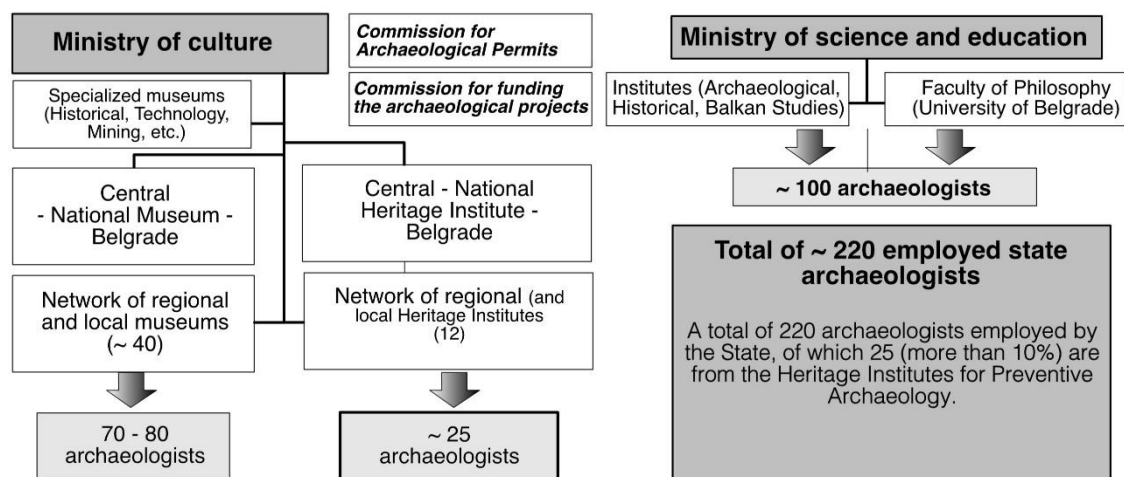 Ministry of culture
Commission for
Archaeological Permits
Commission for funding
the archaeological projects
Specialized museums
(Historical, Technology,
Mining, etc.)
Central
- National Museum -
Belgrade
Central - National
Heritage Institute -
Belgrade
Network of regional
and local museums
(~ 40)
Network of regional (and
local Heritage Institutes
(12)
70 - 80
archaeologists
~ 25
archaeologists
Ministry of science and education
Institutes (Archaeological,
Historical, Balkan Studies)
Faculty of Philosophy
(University of Belgrade)
~ 100 archaeologists
Total of ~ 220 employed state
archaeologists
A total of 220 archaeologists employed by
the State, of which 25 (more than 10%) are
from the Heritage Institutes for Preventive
Archaeology.